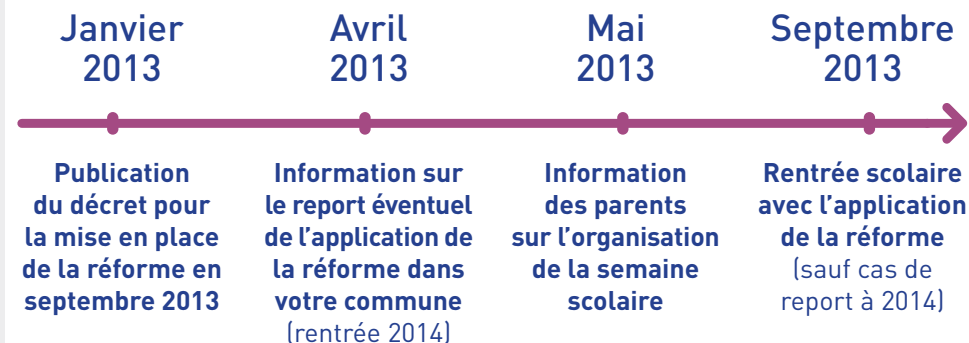 Janvier
2013
Avril
2013
Mai
2013
Septembre
2013
Publication
du décret pour
la mise en place
de la réforme en
septembre 2013
Information sur
le report éventuel
de l'application de
la réforme dans
votre commune
(rentrée 2014)
Information
des parents
sur l'organisation
de la semaine
scolaire
Rentrée scolaire
avec l'application
de la réforme
(sauf cas de
report à 2014)